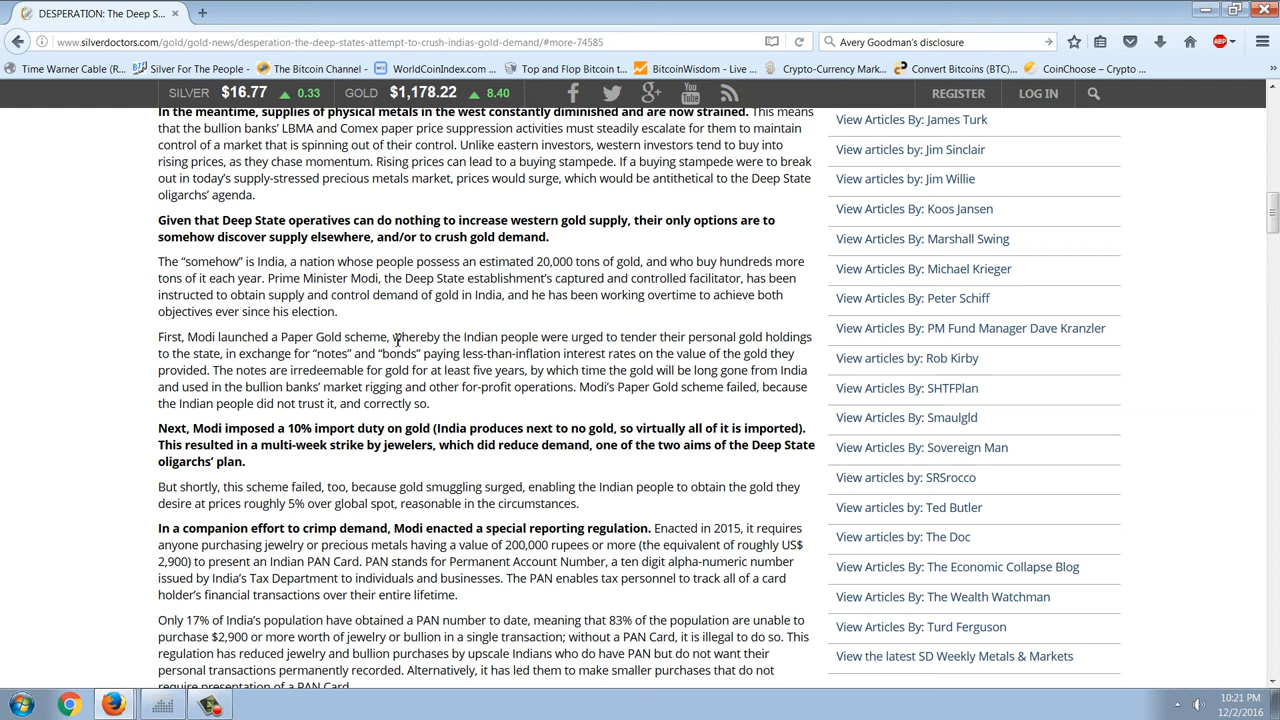 DESPERATION: The Deep S...
www.silverdoctors.com/gold/gold-news/desperation-the-deep-states-attempt-to-crush-indias-gold-demand/#more-74585
Avery Goodman's disclosure
ABP
Time Warner Cable (R...
Silver For The People - ...
The Bitcoin Channel - ...
WorldCoinIndex.com - ...
Top and Flop Bitcoin t...
BitcoinWisdom - Live ...
Crypto-Currency Mark...
Convert Bitcoins (BTC)...
CoinChoose – Crypto ...
SILVER $16.77 0.33 GOLD $1,178.22 8.40
REGISTER LOG IN
In the meantime, supplies of physical metals in the west constantly diminished and are now strained. This means
that the bullion banks' LBMA and Comex paper price suppression activities must steadily escalate for them to maintain
control of a market that is spinning out of their control. Unlike eastern investors, western investors tend to buy into
rising prices, as they chase momentum. Rising prices can lead to a buying stampede. If a buying stampede were to break
out in today's supply-stressed precious metals market, prices would surge, which would be antithetical to the Deep State
oligarchs' agenda.
Given that Deep State operatives can do nothing to increase western gold supply, their only options are to
somehow discover supply elsewhere, and/or to crush gold demand.
The “somehow” is India, a nation whose people possess an estimated 20,000 tons of gold, and who buy hundreds more
tons of it each year. Prime Minister Modi, the Deep State establishment's captured and controlled facilitator, has been
instructed to obtain supply and control demand of gold in India, and he has been working overtime to achieve both
objectives ever since his election.
First, Modi launched a Paper Gold scheme, whereby the Indian people were urged to tender their personal gold holdings
to the state, in exchange for “notes” and “bonds” paying less-than-inflation interest rates on the value of the gold they
provided. The notes are irredeemable for gold for at least five years, by which time the gold will be long gone from India
and used in the bullion banks' market rigging and other for-profit operations. Modi's Paper Gold scheme failed, because
the Indian people did not trust it, and correctly so.
Next, Modi imposed a 10% import duty on gold (India produces next to no gold, so virtually all of it is imported).
This resulted in a multi-week strike by jewelers, which did reduce demand, one of the two aims of the Deep State
oligarchs' plan.
But shortly, this scheme failed, too, because gold smuggling surged, enabling the Indian people to obtain the gold they
desire at prices roughly 5% over global spot, reasonable in the circumstances.
In a companion effort to crimp demand, Modi enacted a special reporting regulation. Enacted in 2015, it requires
anyone purchasing jewelry or precious metals having a value of 200,000 rupees or more (the equivalent of roughly US$
2,900) to present an Indian PAN Card. PAN stands for Permanent Account Number, a ten digit alpha-numeric number
issued by India's Tax Department to individuals and businesses. The PAN enables tax personnel to track all of a card
holder's financial transactions over their entire lifetime.
Only 17% of India's population have obtained a PAN number to date, meaning that 83% of the population are unable to
purchase $2,900 or more worth of jewelry or bullion in a single transaction; without a PAN Card, it is illegal to do so. This
regulation has reduced jewelry and bullion purchases by upscale Indians who do have PAN but do not want their
personal transactions permanently recorded. Alternatively, it has led them to make smaller purchases that do not
require presentation of a PAN Card.
View Articles By: James Turk
View articles by: Jim Sinclair
View articles by: Jim Willie
View Articles By: Koos Jansen
View Articles By: Marshall Swing
View Articles By: Michael Krieger
View Articles By: Peter Schiff
View Articles By: PM Fund Manager Dave Kranzler
View articles by: Rob Kirby
View Articles By: SHTFPlan
View Articles By: Smaulgld
View Articles By: Sovereign Man
View articles By: SRSrocco
View Articles By: Ted Butler
View articles by: The Doc
View Articles By: The Economic Collapse Blog
View Articles By: The Wealth Watchman
View Articles By: Turd Ferguson
View the latest SD Weekly Metals & Markets
10:21 PM
12/2/2016